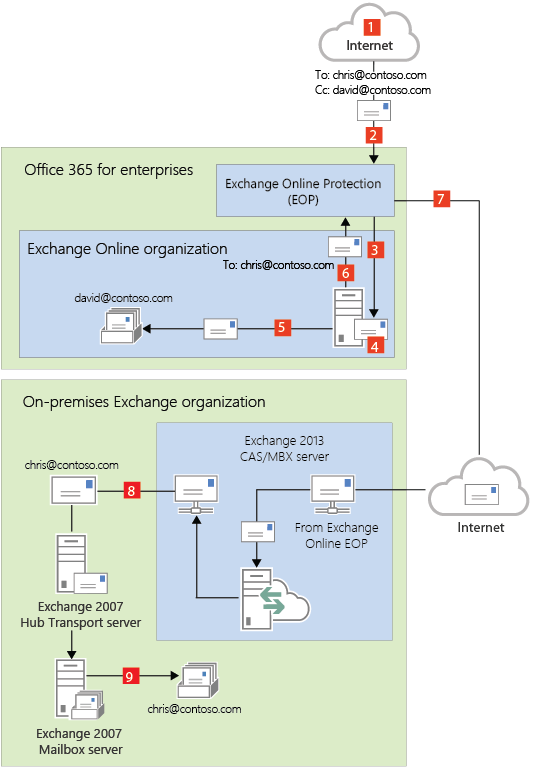 1
Internet
To: chris@contoso.com
Cc: david@contoso.com
2
Office 365 for enterprises
Exchange Online Protection
(EOP)
7
Exchange Online organization
3
To: chris@contoso.com
6
david@contoso.com
5
4
On-premises Exchange organization
Exchange 2013
CAS/MBX server
chris@contoso.com
8
From Exchange
Online EOP
Internet
Exchange 2007
Hub Transport server
9
chris@contoso.com
Exchange 2007
Mailbox server